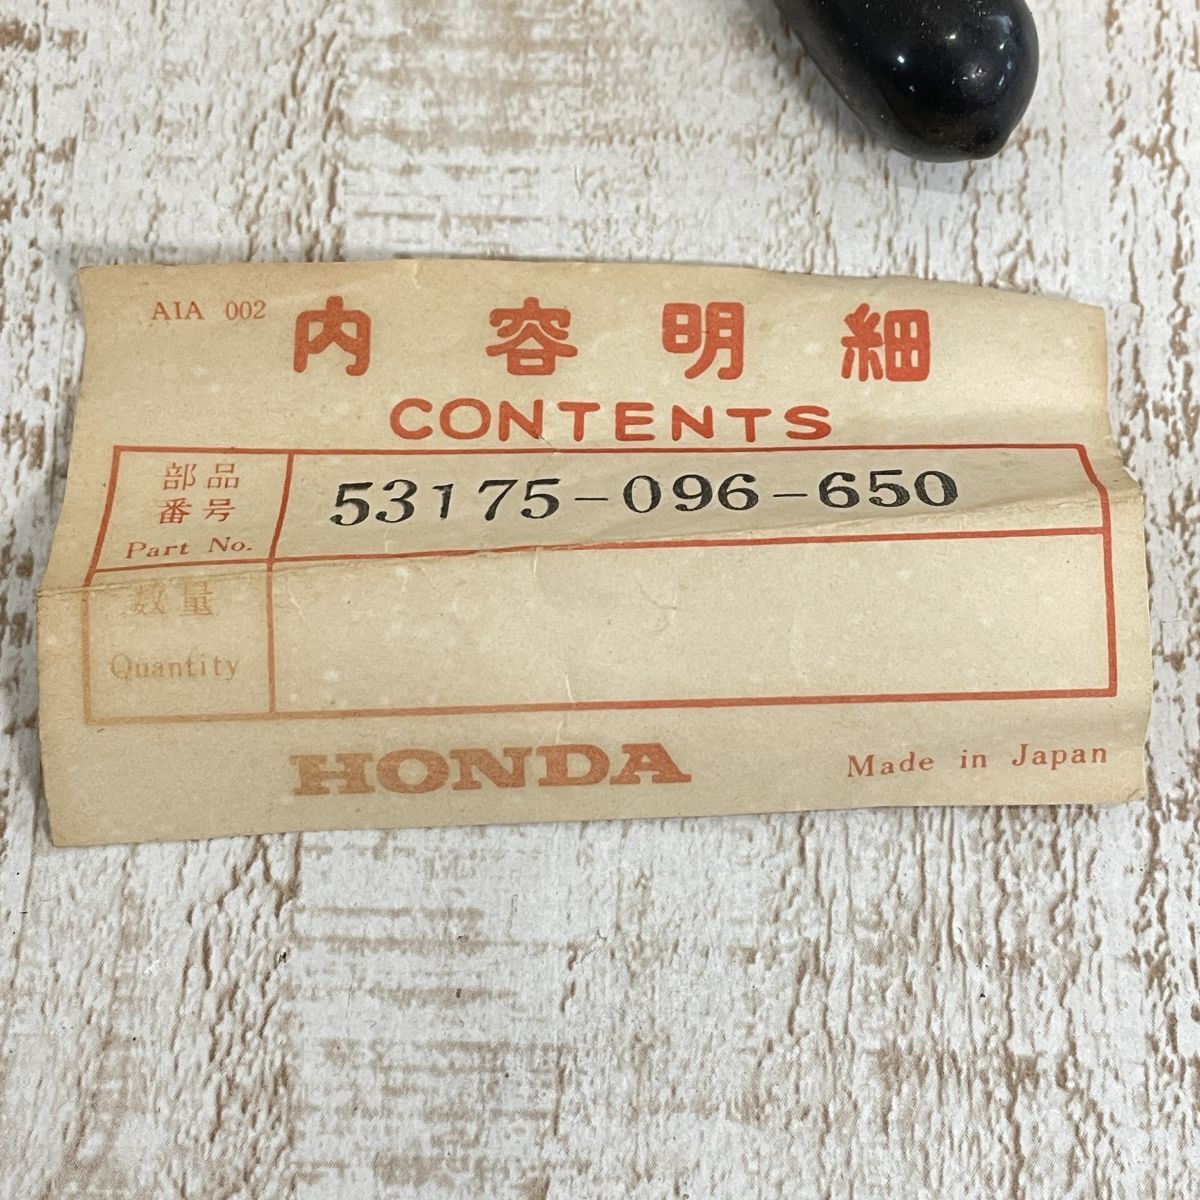 AIA 002
内容明細
CONTENTS
部品
番号
Part No.
53175-096-650
数量
Quantity
HONDA
Made in Japan